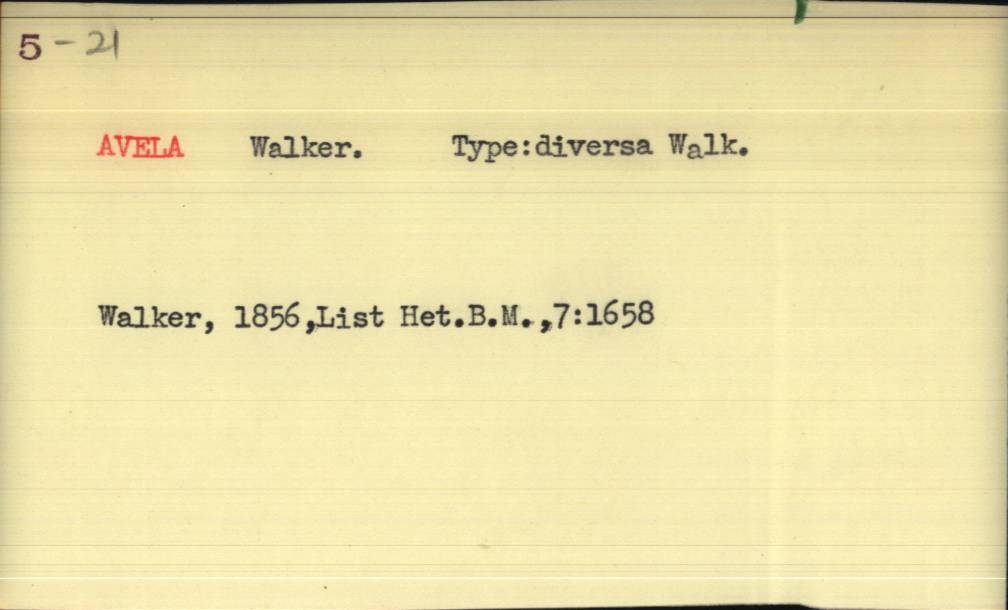 5-21
AVELA Walker. Type:diversa Walk.
Walker, 1856,List Het.B.M.,7:1658